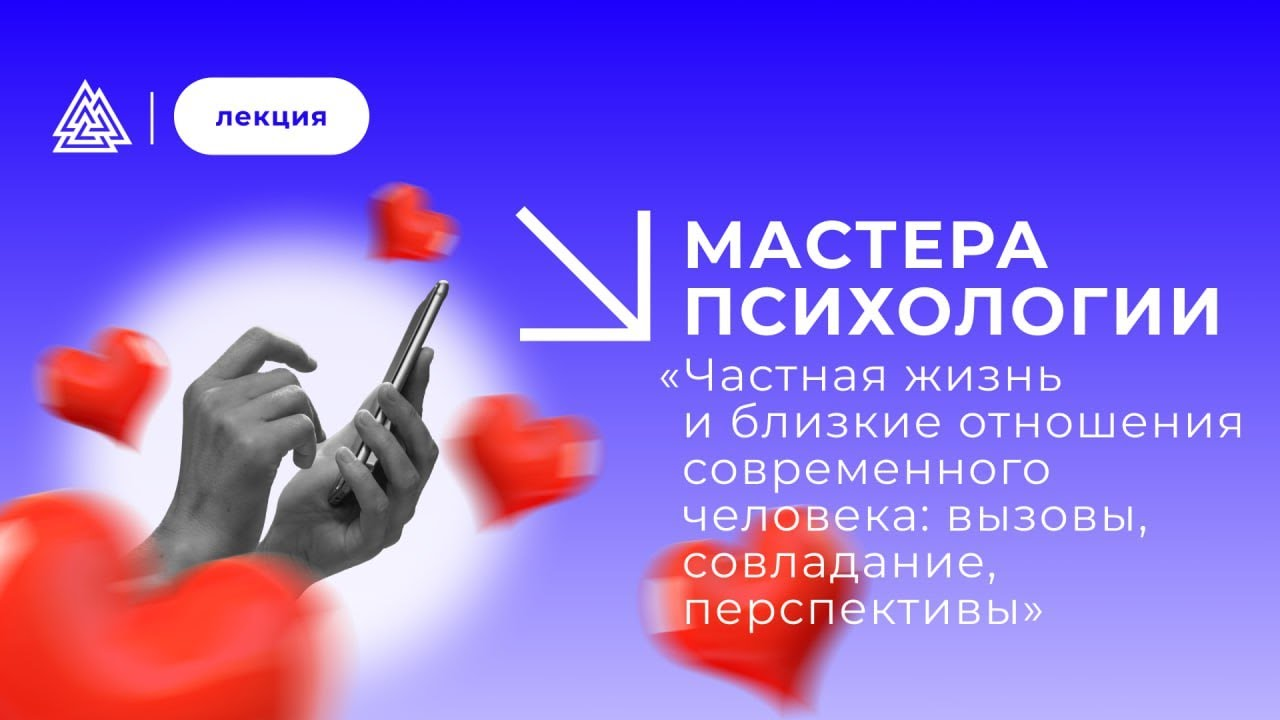 лекция
МАСТЕРА
ПСИХОЛОГИИ
«Частная жизнь
и близкие отношения
современного
человека: вызовы,
совладание,
перспективы»